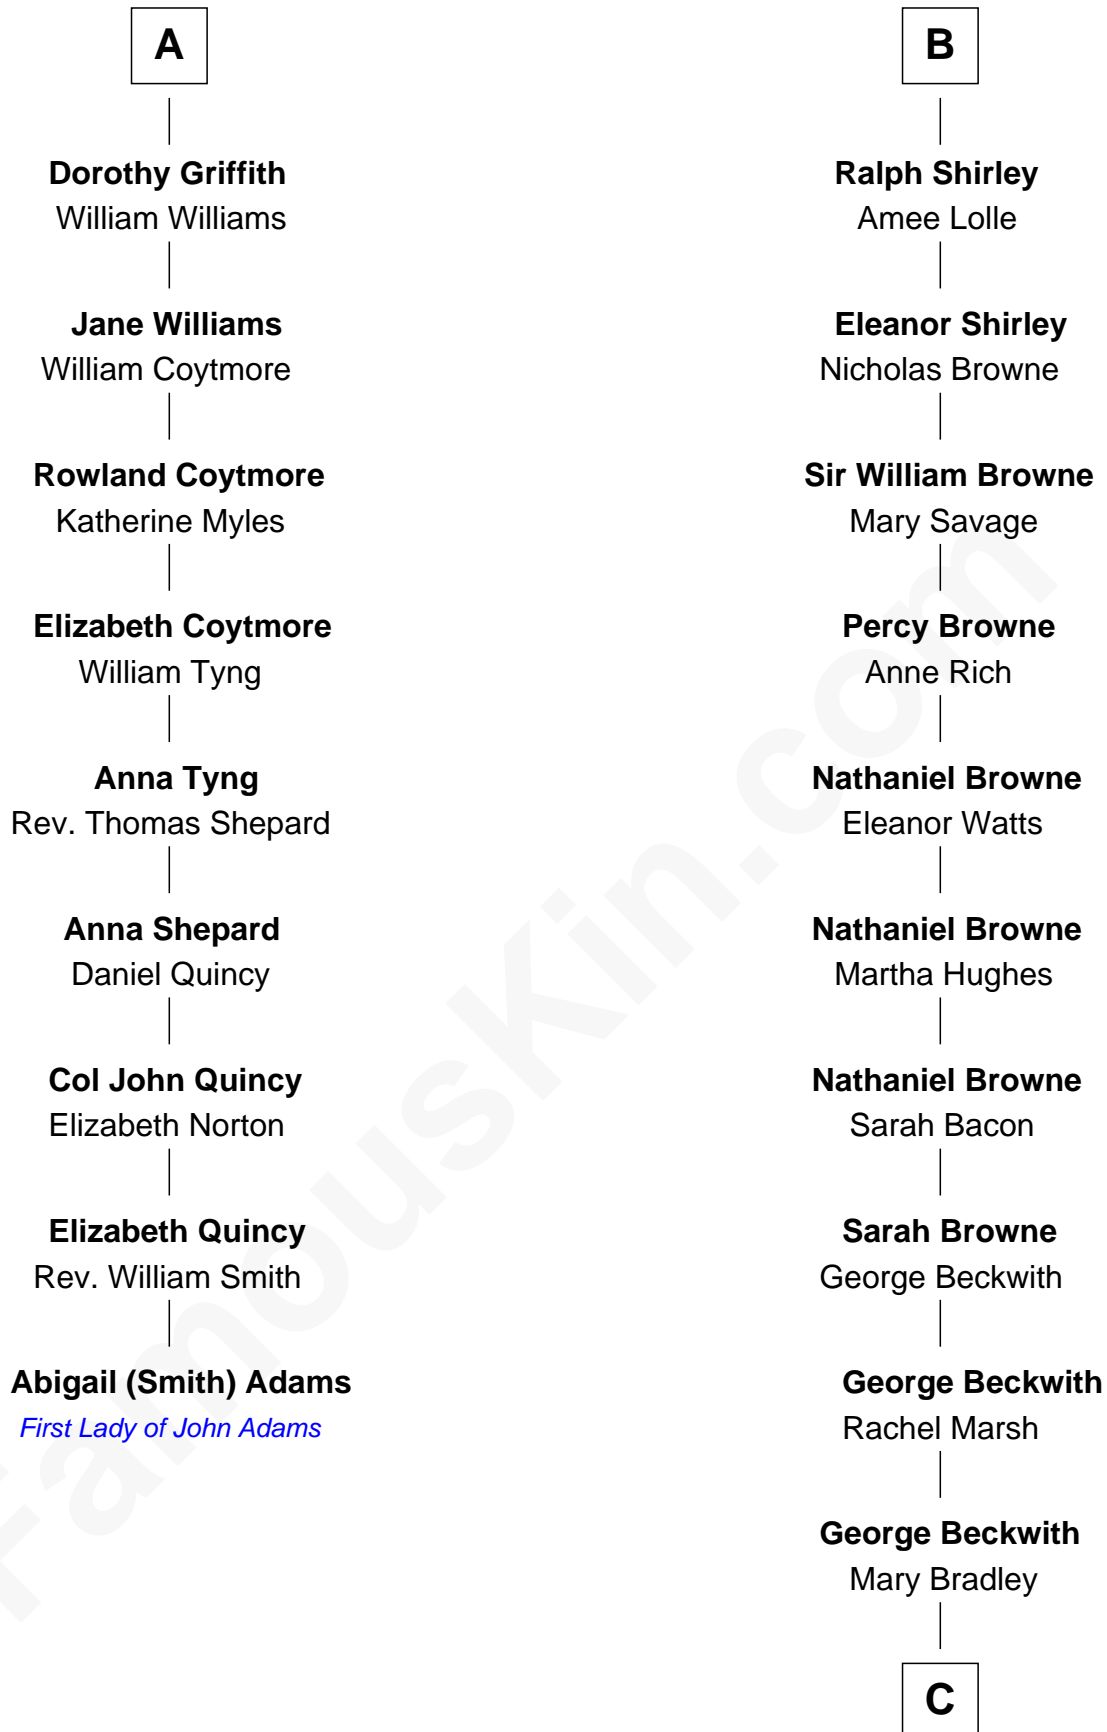 A
Dorothy Griffith
William Williams
Jane Williams
William Coytmore
Rowland Coytmore
Katherine Myles
Elizabeth Coytmore
William Tyng
Anna Tyng
Rev. Thomas Shepard
Anna Shepard
Daniel Quincy
Col John Quincy
Elizabeth Norton
Elizabeth Quincy
Rev. William Smith
Abigail (Smith) Adams
First Lady of John Adams
B
Ralph Shirley
Amee Lolle
Eleanor Shirley
Nicholas Browne
Sir William Browne
Mary Savage
Percy Browne
Anne Rich
Nathaniel Browne
Eleanor Watts
Nathaniel Browne
Martha Hughes
Nathaniel Browne
Sarah Bacon
Sarah Browne
George Beckwith
George Beckwith
Rachel Marsh
George Beckwith
Mary Bradley
C
FamousKin.com